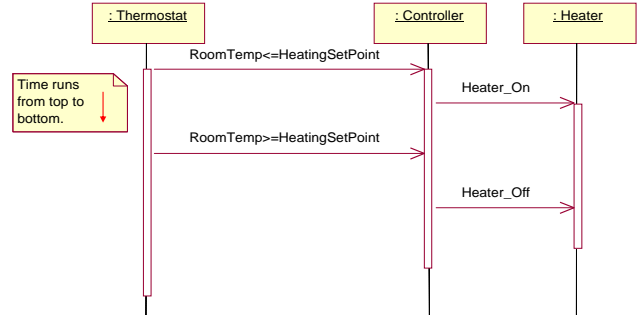 : Thermostat
: Controller
: Heater
RoomTemp<=HeatingSetPoint
Time runs
from top to
bottom.
Heater_On
RoomTemp>=HeatingSetPoint
Heater_Off